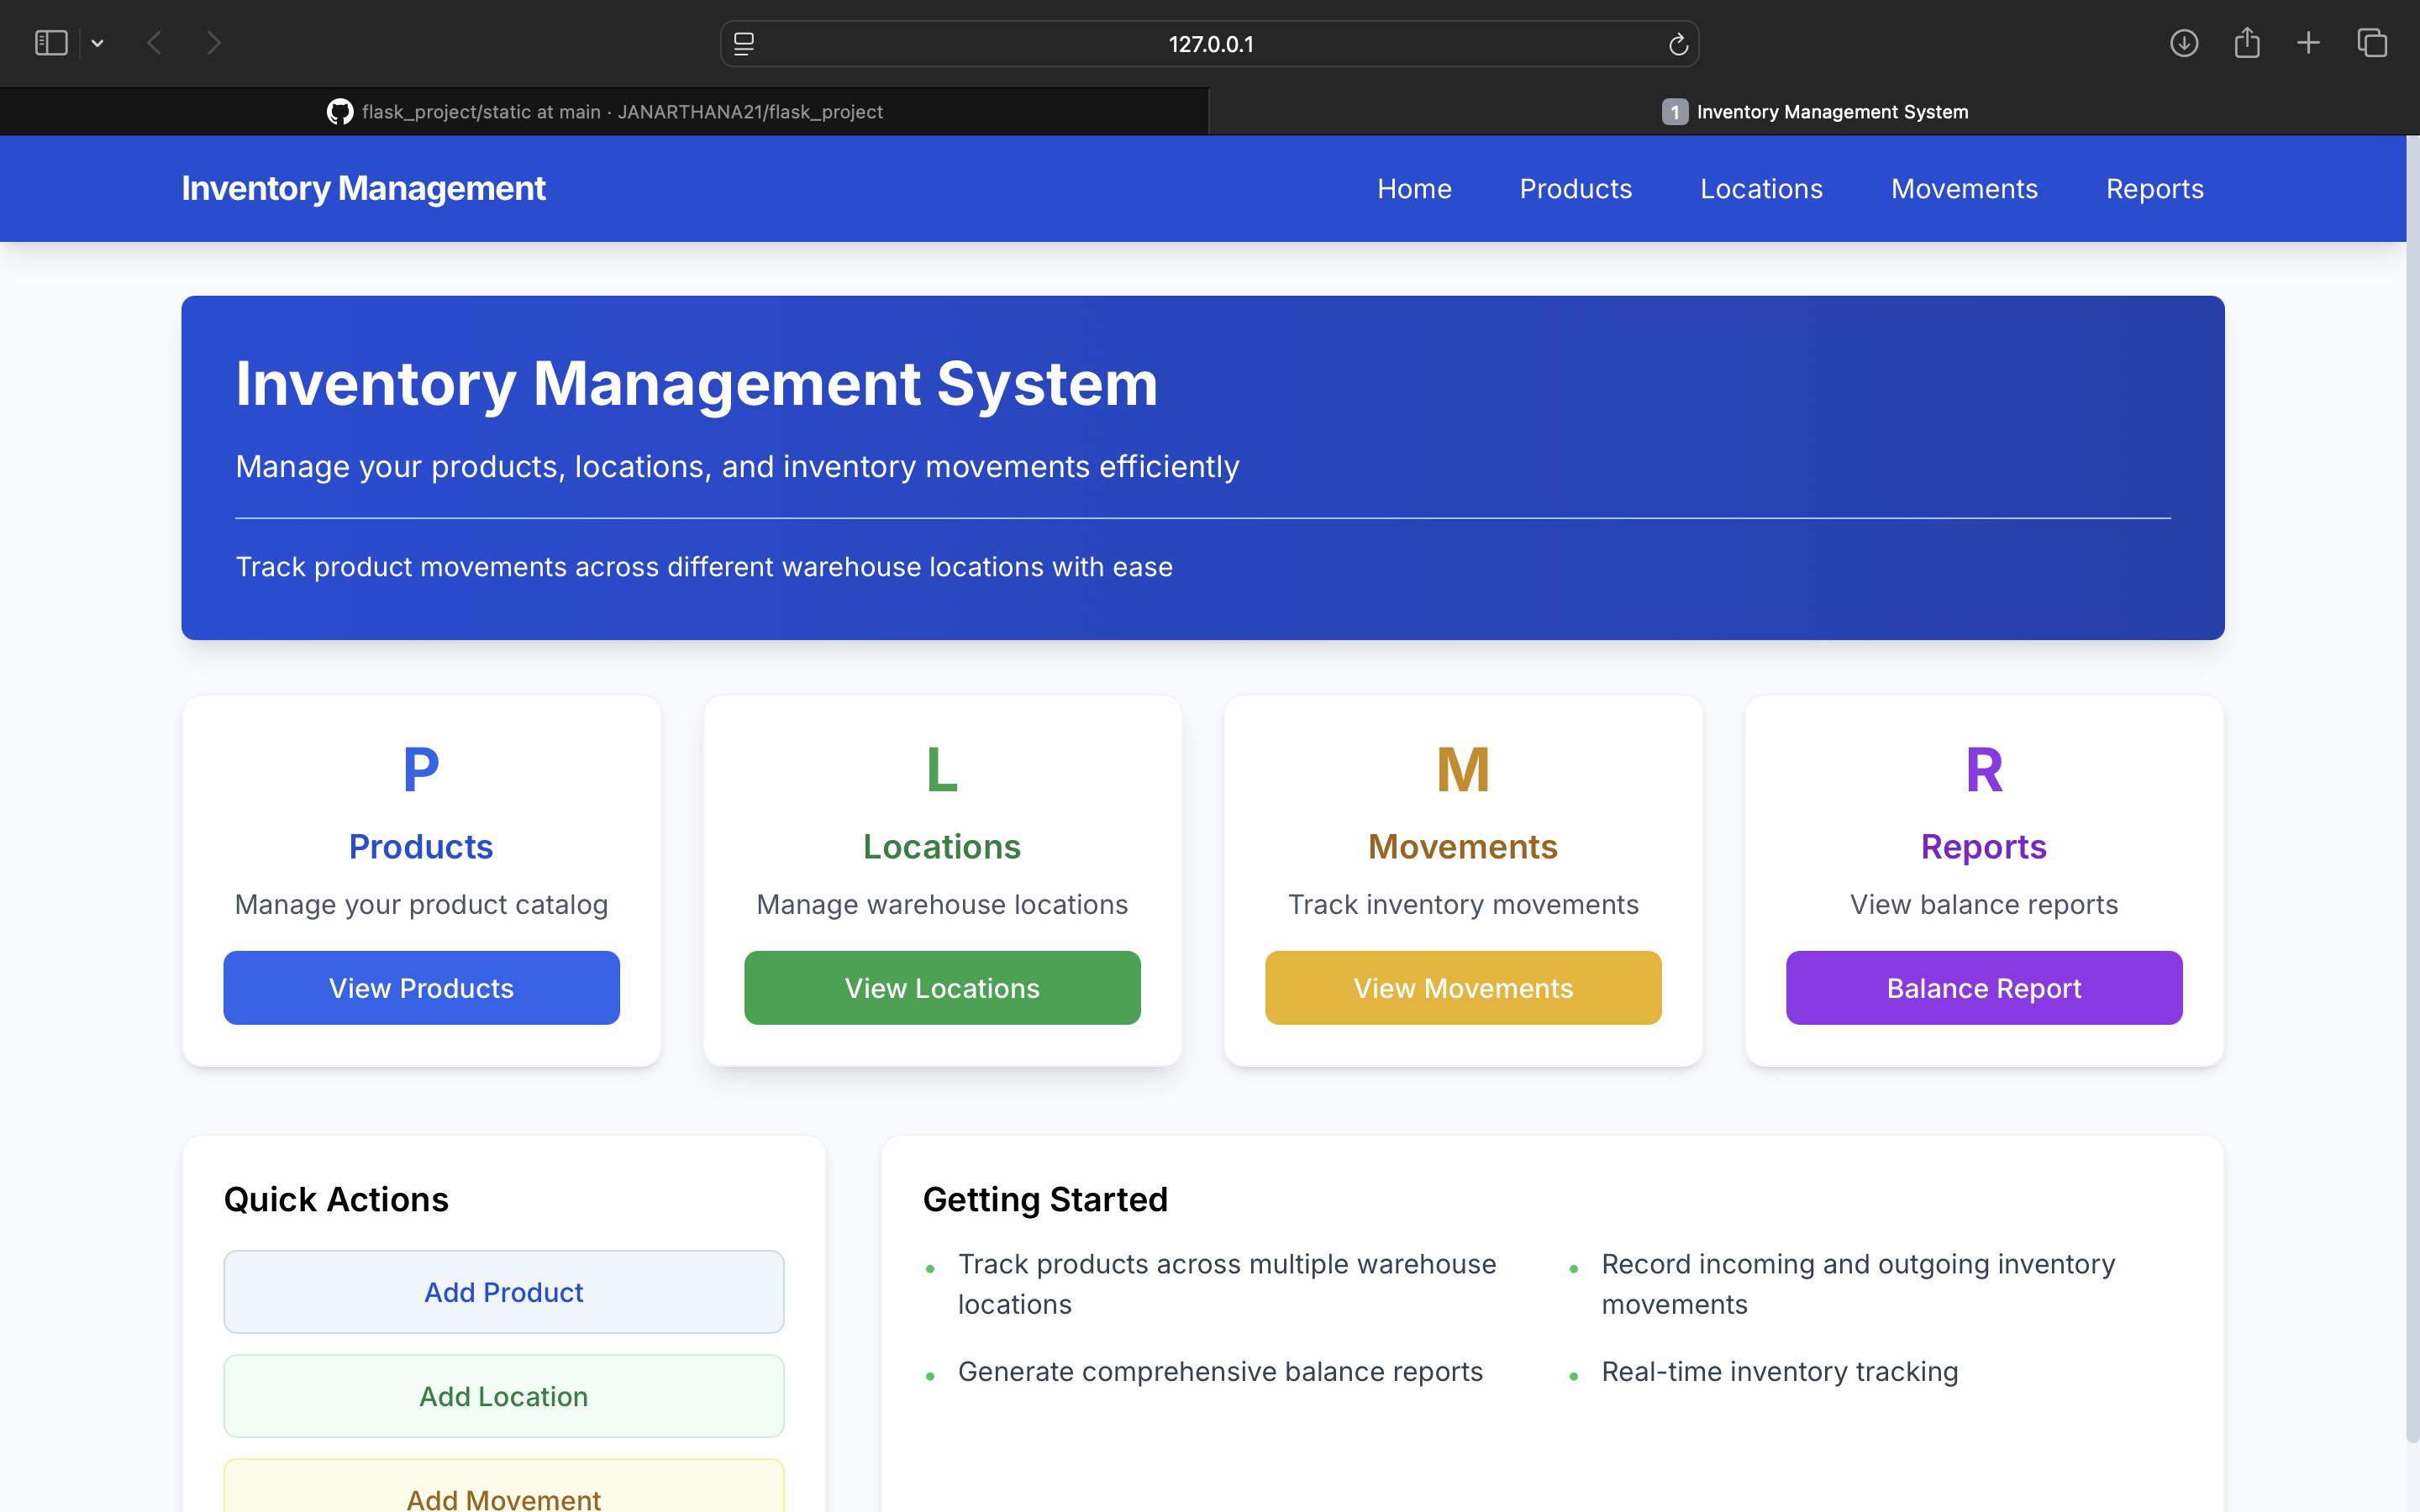 127.0.0.1
flask_project/static at main · JANARTHANA21/flask_project
1 Inventory Management System
Inventory Management
Home
Products
Locations
Movements
Reports
Inventory Management System
Manage your products, locations, and inventory movements efficiently
Track product movements across different warehouse locations with ease
P
Products
Manage your product catalog
View Products
L
Locations
Manage warehouse locations
View Locations
M
Movements
Track inventory movements
View Movements
R
Reports
View balance reports
Balance Report
Quick Actions
Add Product
Add Location
Add Movement
Getting Started
Track products across multiple warehouse
locations
Record incoming and outgoing inventory
movements
Generate comprehensive balance reports
Real-time inventory tracking